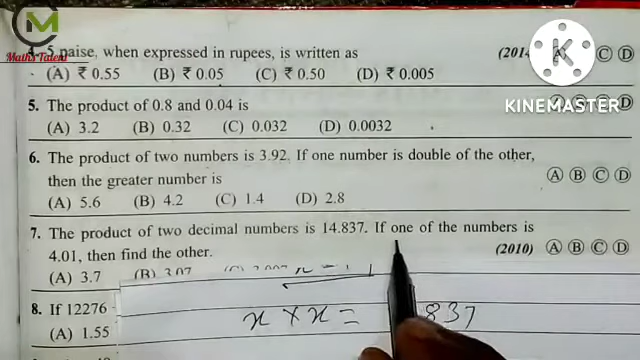 M
Maths Talent
K
KINEMASTER
4. 5 paise, when expressed in rupees, is written as (2014
(A) ₹ 0.55 (B) ₹ 0.05 (C) ₹ 0.50 (D) ₹ 0.005
A C D
5. The product of 0.8 and 0.04 is
(A) 3.2 (B) 0.32 (C) 0.032 (D) 0.0032
6. The product of two numbers is 3.92. If one number is double of the other,
then the greater number is A B C D
(A) 5.6 (B) 4.2 (C) 1.4 (D) 2.8
7. The product of two decimal numbers is 14.837. If one of the numbers is
4.01, then find the other. (2010) A B C D
(A) 3.7 (B) 3.07
8. If 12276
x × x = 837
(A) 1.55